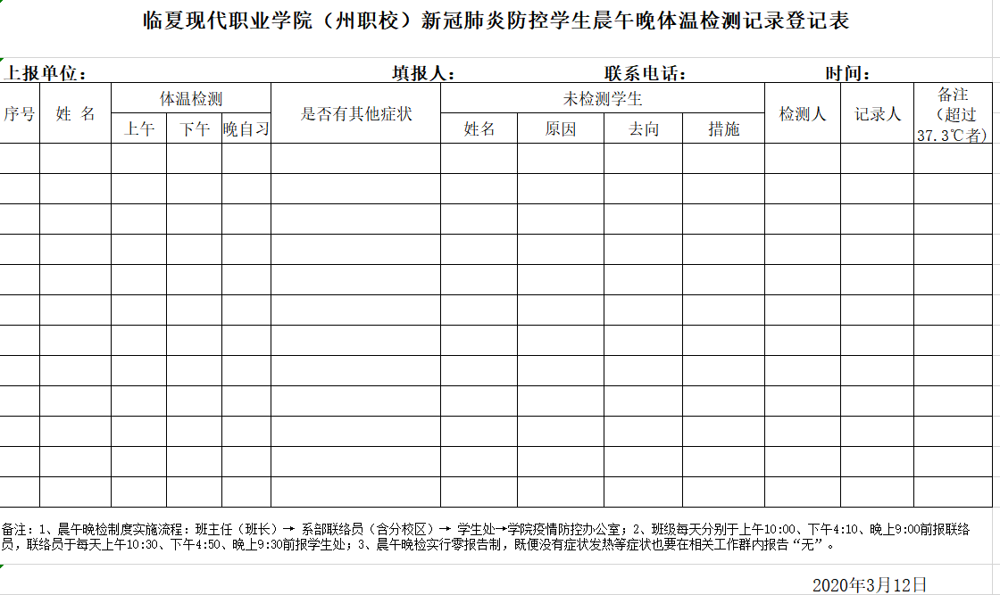 临夏现代职业学院（州职校）新冠肺炎防控学生晨午晚体温检测记录登记表
上报单位： 填报人： 联系电话： 时间：
序号 姓 名 体温检测 是否有其他症状 未检测学生 检测人 记录人 备注
（超过
37.3℃者)
上午 下午 晚自习 姓名 原因 去向 措施
备注：1、晨午晚检制度实施流程：班主任（班长）→ 系部联络员（含分校区）→ 学生处→学院疫情防控办公室；2、班级每天分别于上午10:00、下午4:10、晚上9:00前报联络
员，联络员于每天上午10:30、下午4:50、晚上9:30前报学生处；3、晨午晚检实行零报告制，既便没有症状发热等症状也要在相关工作群内报告“无”。
2020年3月12日